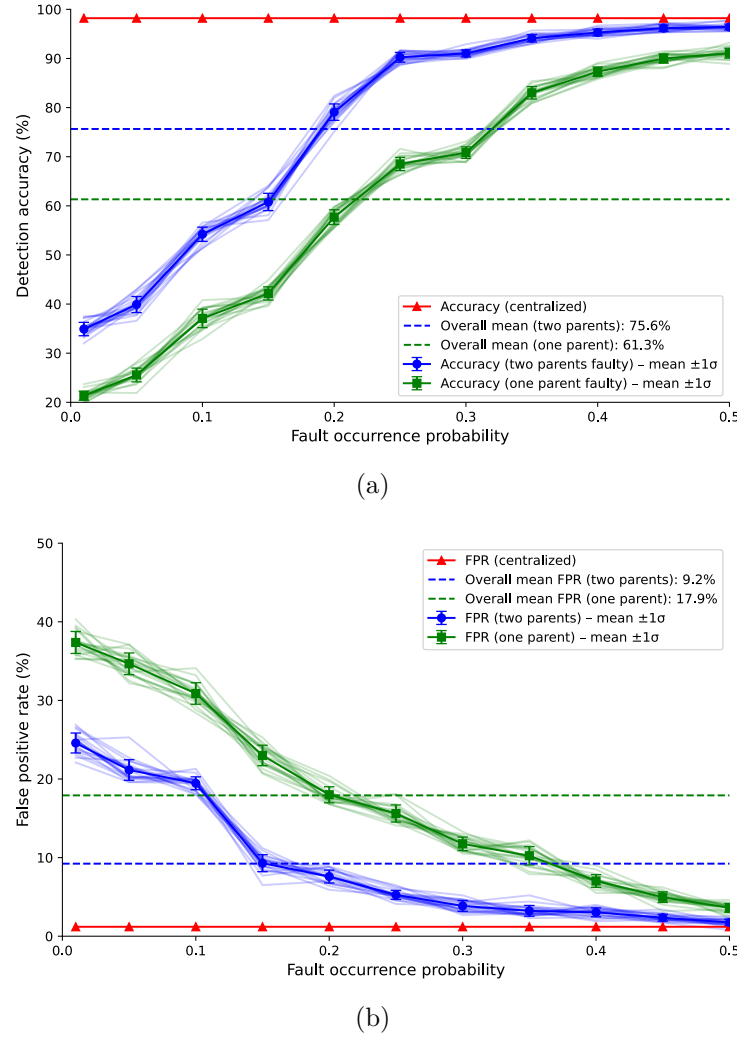 100
90
80
70
60
50
40
30
20
Detection accuracy (%)
Accuracy (centralized)
Overall mean (two parents): 75.6%
Overall mean (one parent): 61.3%
Accuracy (two parents faulty) – mean ±1σ
Accuracy (one parent faulty) – mean ±1σ
0.0 0.1 0.2 0.3 0.4 0.5
Fault occurrence probability
(a)
50
40
30
20
10
0
False positive rate (%)
FPR (centralized)
Overall mean FPR (two parents): 9.2%
Overall mean FPR (one parent): 17.9%
FPR (two parents) – mean ±1σ
FPR (one parent) – mean ±1σ
0.0 0.1 0.2 0.3 0.4 0.5
Fault occurrence probability
(b)